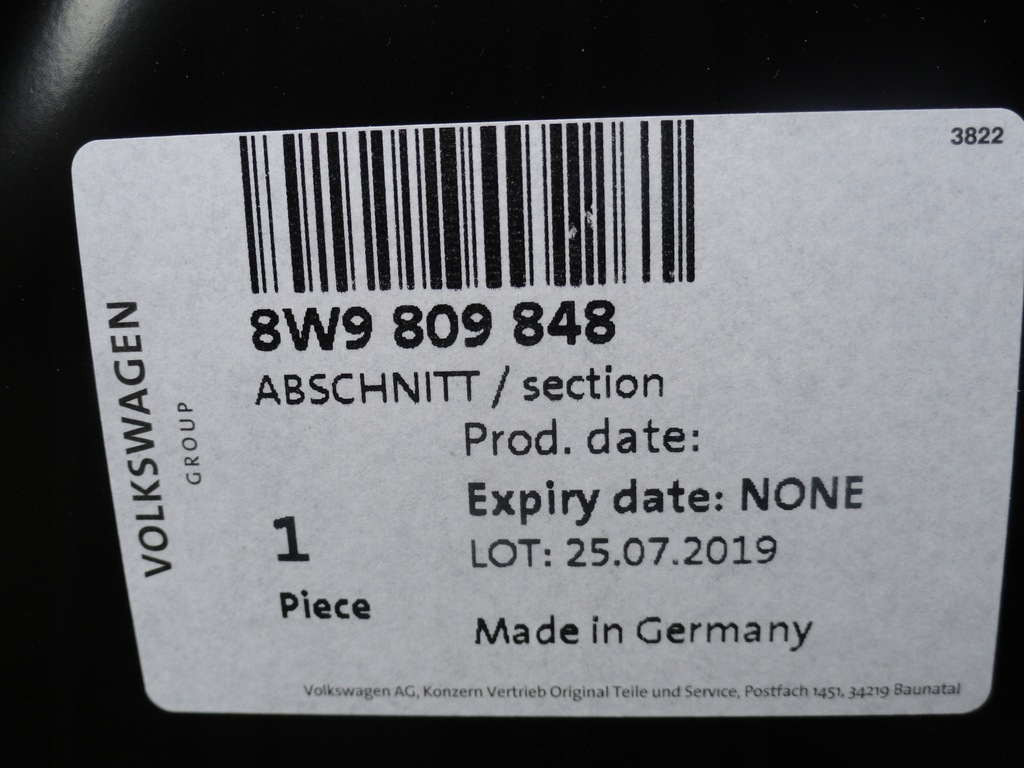 3822
8W9 809 848
ABSCHNITT / section
Prod. date:
Expiry date: NONE
LOT: 25.07.2019
1
Piece
Made in Germany
VOLKSWAGEN
GROUP
Volkswagen AG, Konzern Vertrieb Original Teile und Service, Postfach 1451, 34219 Baunatal